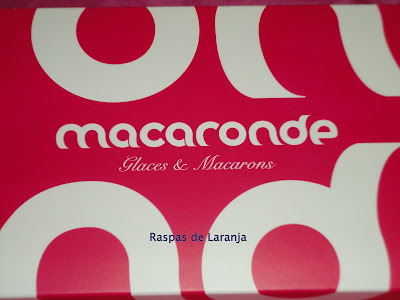 macaronde
Glaces & Macarons
Raspas de Laranja